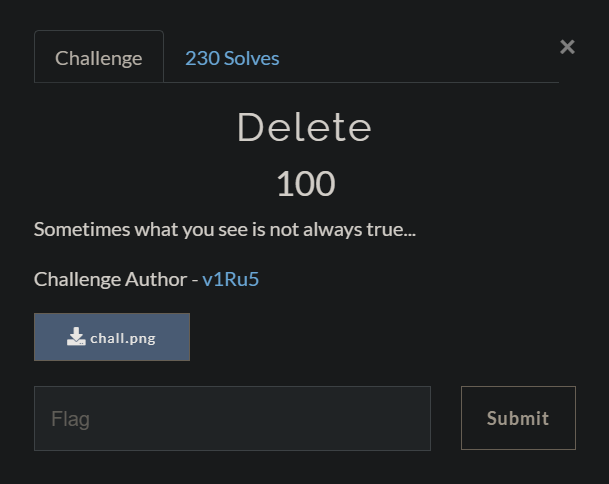 Challenge
230 Solves
×
Delete
100
Sometimes what you see is not always true...
Challenge Author - v1Ru5
chall.png
Flag
Submit